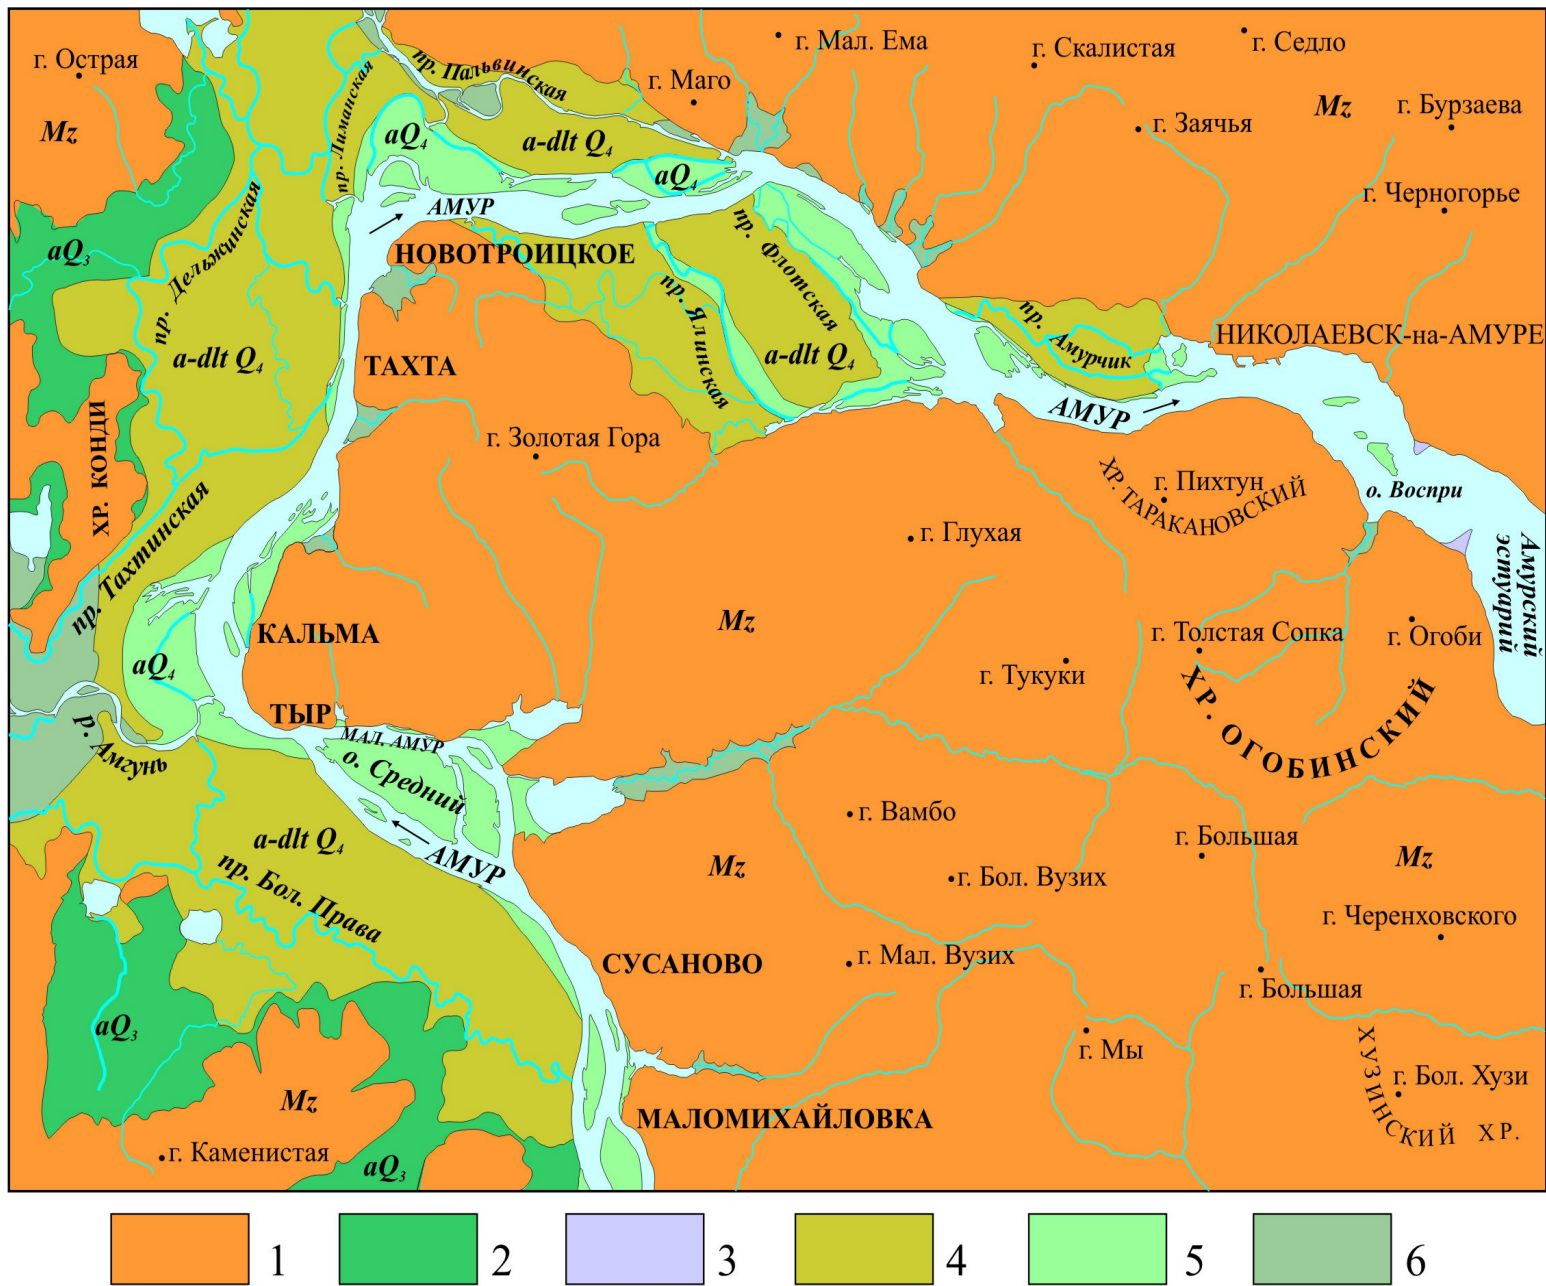 г. Острая
Mz
пр. Лиманская
пр. Пальвинская
г. Маго
г. Мал. Ема
г. Скалистая
г. Седло
Mz
г. Бурзаева
г. Заячья
г. Черногорье
aQ₄
a-dlt Q₄
aQ₄
АМУР
НОВОТРОИЦКОЕ
aQ₃
пр. Дельжинская
a-dlt Q₄
пр. Ялинская
пр. Флотская
a-dlt Q₄
пр. Амурчик
НИКОЛАЕВСК-на-АМУРЕ
ТАХТА
АМУР
г. Золотая Гора
ХР. КОНДИ
пр. Тахтинская
г. Пихтун
ХР. ТАРАКАНОВСКИЙ
о. Воспри
Амурский
эстуарий
г. Глухая
Mz
КАЛЬМА
aQ₄
г. Толстая Сопка
г. Огоби
г. Тукуки
ХР. ОГОБИНСКИЙ
ТЫР
МАЛ. АМУР
о. Средний
р. Амгунь
АМУР
a-dlt Q₄
пр. Бол. Права
г. Вамбо
г. Большая
Mz
Mz
г. Бол. Вузих
г. Черенховского
СУСАНОВО
г. Мал. Вузих
г. Большая
aQ₃
г. Мы
ХУЗИНСКИЙ ХР.
г. Бол. Хузи
Mz
МАЛОМИХАЙЛОВКА
г. Каменистая
aQ₃
1 2 3 4 5 6